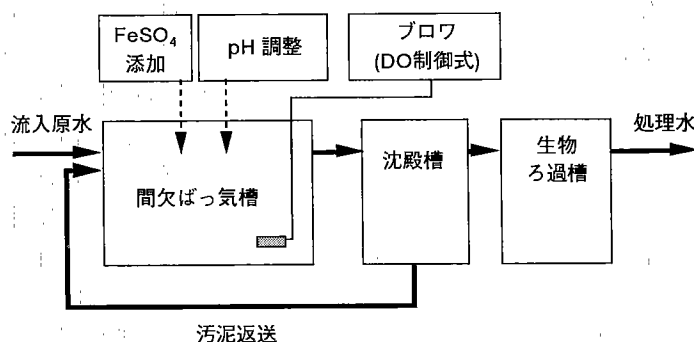 FeSO4
添加
pH 調整
ブロワ
(DO制御式)
流入原水
間欠ばっ気槽
沈殿槽
生物
ろ過槽
処理水
汚泥返送